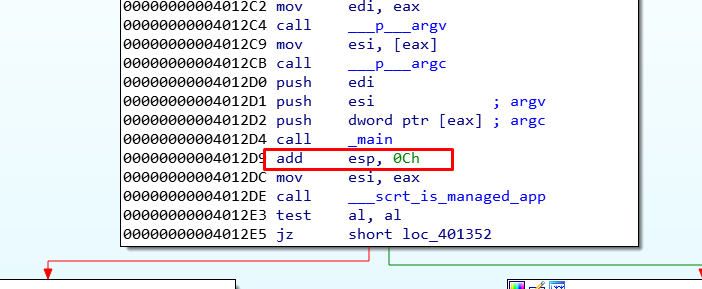 00000000004012C2 mov edi, eax
00000000004012C4 call ___p___argv
00000000004012C9 mov esi, [eax]
00000000004012CB call ___p___argc
00000000004012D0 push edi
00000000004012D1 push esi ; argv
00000000004012D2 push dword ptr [eax] ; argc
00000000004012D4 call _main
00000000004012D9 add esp, 0Ch
00000000004012DC mov esi, eax
00000000004012DE call ___scrt_is_managed_app
00000000004012E3 test al, al
00000000004012E5 jz short loc_401352